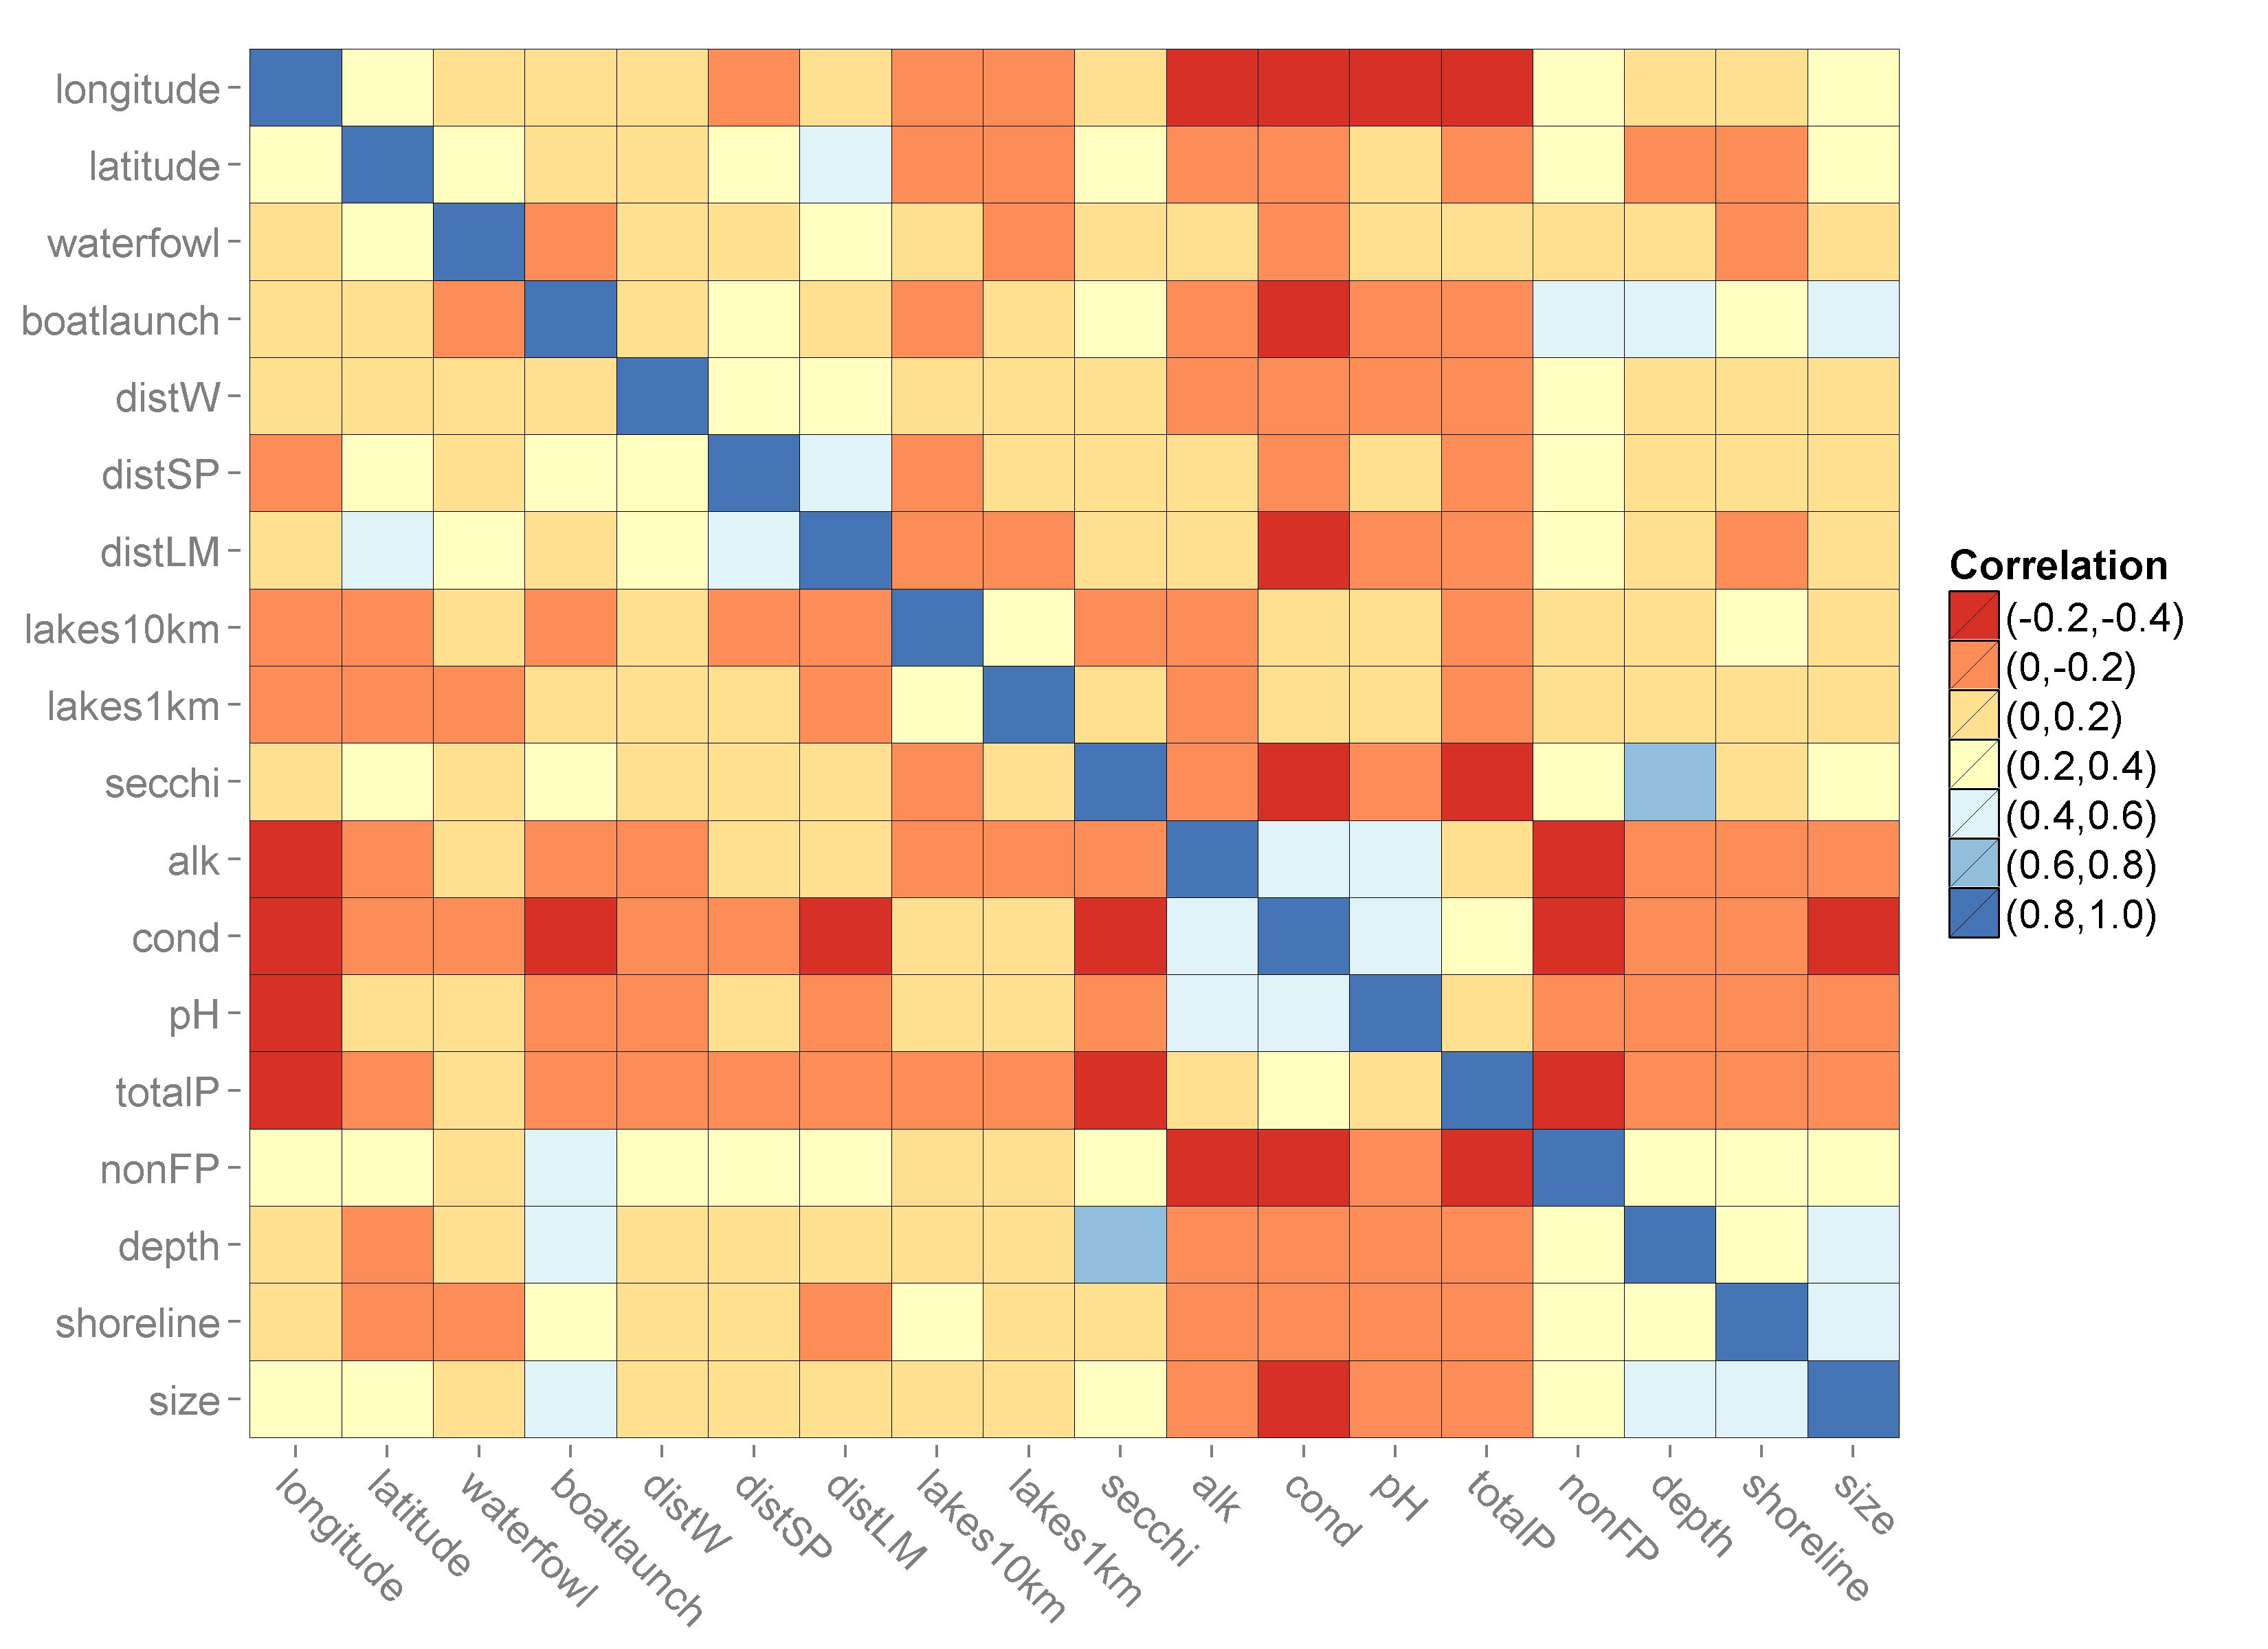 longitude
latitude
waterfowl
boatlaunch
distW
distSP
distLM
lakes10km
lakes1km
secchi
alk
cond
pH
totalP
nonFP
depth
shoreline
size
longitude
latitude
waterfowl
boatlaunch
distW
distSP
distLM
lakes10km
lakes1km
secchi
alk
cond
pH
totalP
nonFP
depth
shoreline
size
Correlation
(-0.2,-0.4)
(0,-0.2)
(0,0.2)
(0.2,0.4)
(0.4,0.6)
(0.6,0.8)
(0.8,1.0)